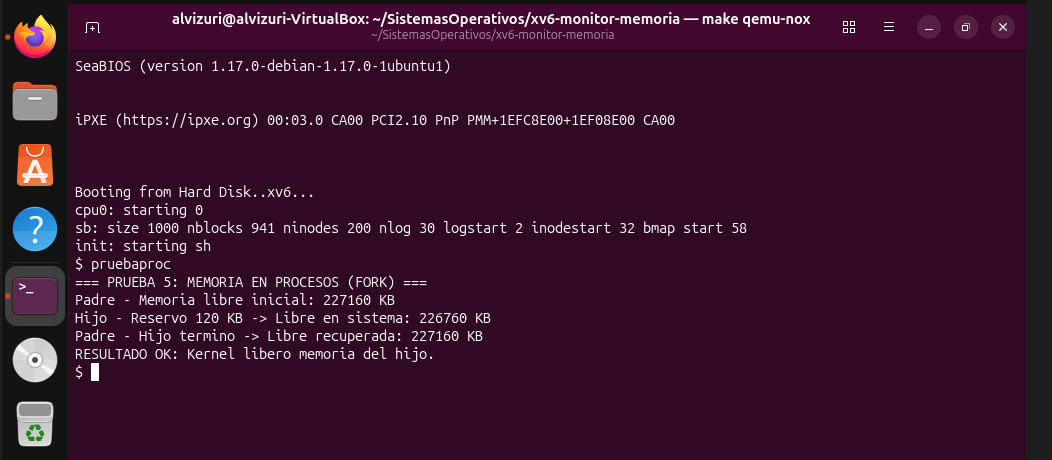 alvizuri@alvizuri-VirtualBox: ~/SistemasOperativos/xv6-monitor-memoria — make qemu-nox
~/SistemasOperativos/xv6-monitor-memoria
SeaBIOS (version 1.17.0-debian-1.17.0-1ubuntu1)
iPXE (https://ipxe.org) 00:03.0 CA00 PCI2.10 PnP PMM+1EFC8E00+1EF08E00 CA00
Booting from Hard Disk..xv6...
cpu0: starting 0
sb: size 1000 nblocks 941 ninodes 200 nlog 30 logstart 2 inodestart 32 bmap start 58
init: starting sh
$ pruebaproc
=== PRUEBA 5: MEMORIA EN PROCESOS (FORK) ===
Padre - Memoria libre inicial: 227160 KB
Hijo - Reservo 120 KB -> Libre en sistema: 226760 KB
Padre - Hijo termino -> Libre recuperada: 227160 KB
RESULTADO OK: Kernel libero memoria del hijo.
$